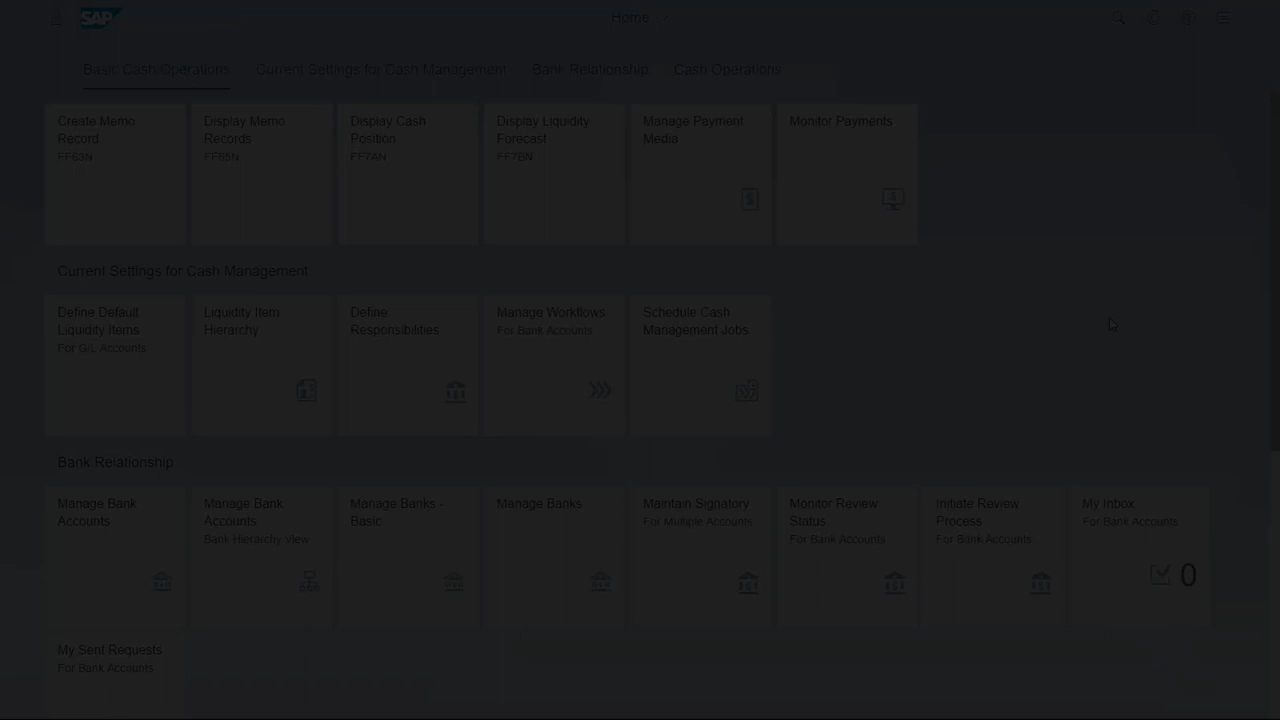 SAP
Home
Basic Cash Operations Current Settings for Cash Management Bank Relationship Cash Operations
Create Memo Record
FF63N
Display Memo Records
FF65N
Display Cash Position
FF7AN
Display Liquidity Forecast
FF7BN
Manage Payment Media
Monitor Payments
Current Settings for Cash Management
Define Default Liquidity Items
For G/L Accounts
Liquidity Item Hierarchy
Define Responsibilities
Manage Workflows
For Bank Accounts
Schedule Cash Management Jobs
Bank Relationship
Manage Bank Accounts
Manage Bank Accounts
Bank Hierarchy View
Manage Banks - Basic
Manage Banks
Maintain Signatory
For Multiple Accounts
Monitor Review Status
For Bank Accounts
Initiate Review Process
For Bank Accounts
My Inbox
For Bank Accounts
0
My Sent Requests
For Bank Accounts